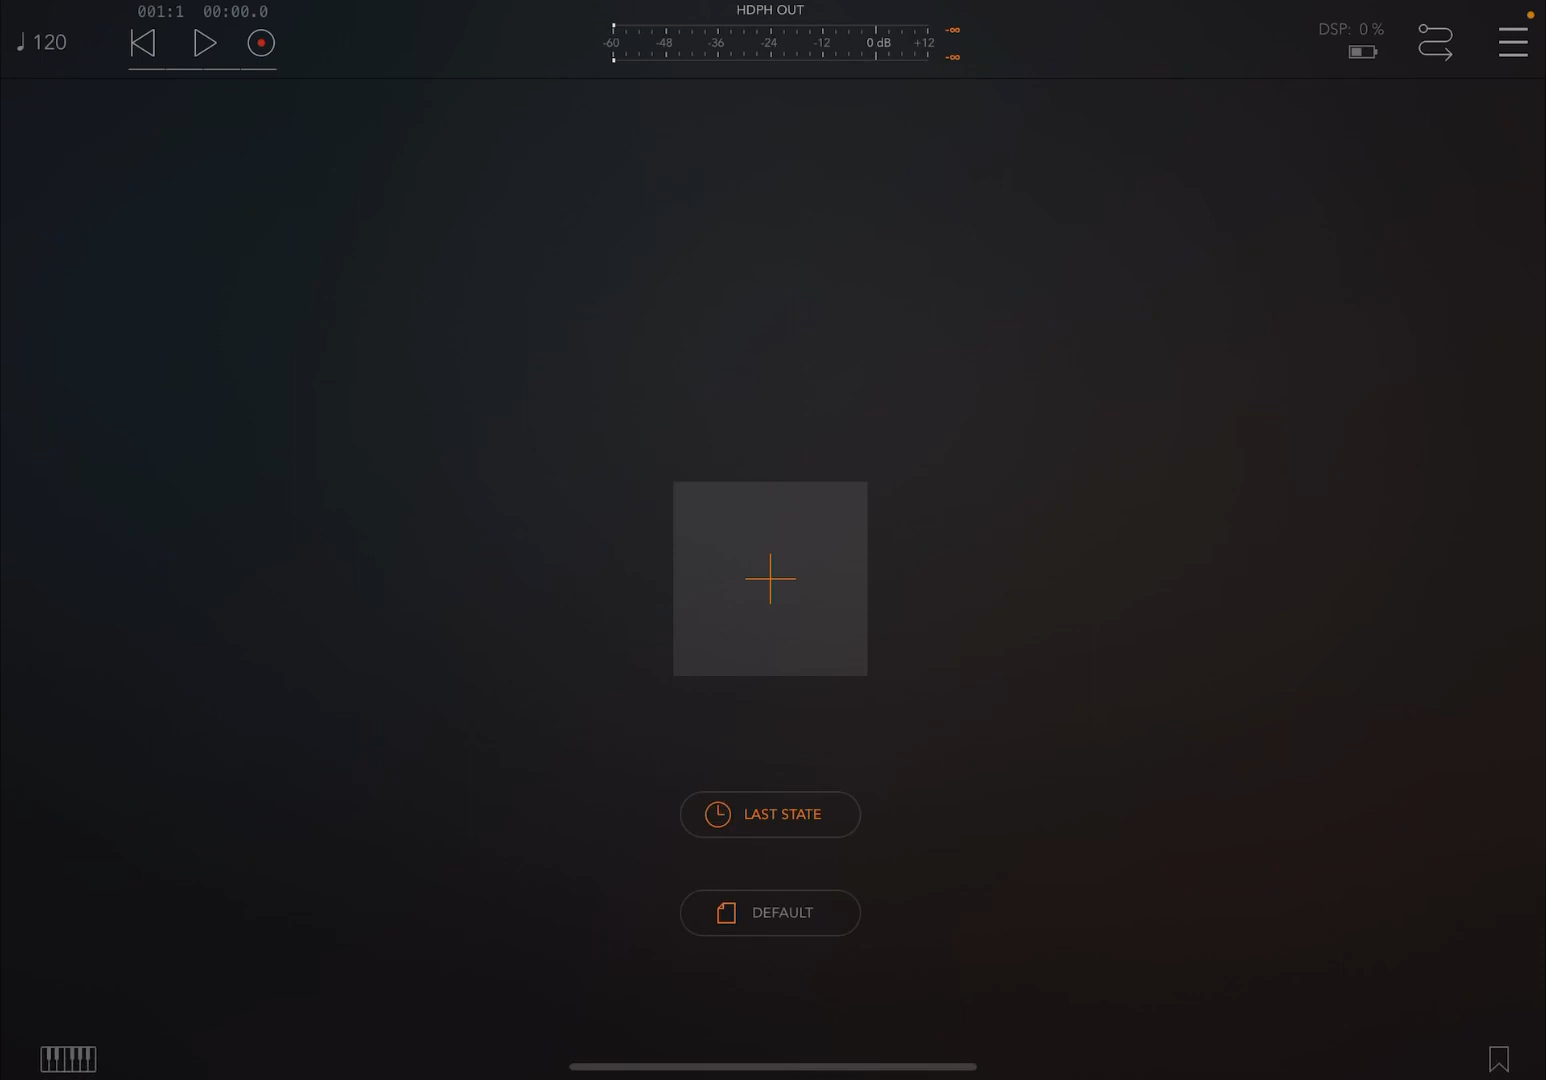 001:1 00:00.0
120
HDPH OUT
-60 -48 -36 -24 -12 0 dB +12
-∞
-∞
DSP: 0 %
LAST STATE
DEFAULT